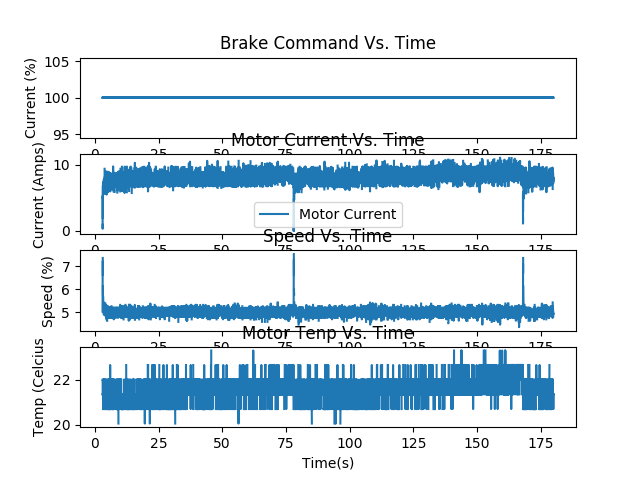 Brake Command Vs. Time
Current (%)
105
100
95
0 25 50 75 100 125 150 175
Motor Current Vs. Time
Current (Amps)
10
0
Motor Current
0 25 50 75 100 125 150 175
Speed Vs. Time
Speed (%)
7
6
5
0 25 50 75 100 125 150 175
Motor Tenp Vs. Time
Temp (Celcius
22
20
0 25 50 75 100 125 150 175
Time(s)